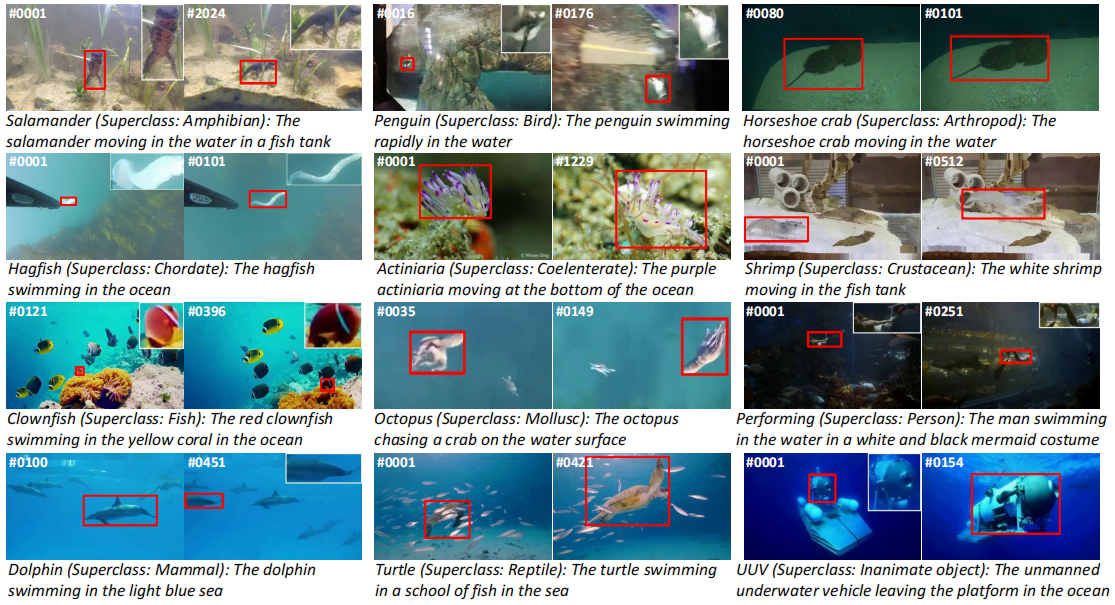 #0001 #2024
Salamander (Superclass: Amphibian): The
salamander moving in the water in a fish tank
#0016 #0176
Penguin (Superclass: Bird): The penguin swimming
rapidly in the water
#0080 #0101
Horseshoe crab (Superclass: Arthropod): The
horseshoe crab moving in the water
#0001 #0101
Hagfish (Superclass: Chordate): The hagfish
swimming in the ocean
#0001 #1229
Actiniaria (Superclass: Coelenterate): The purple
actiniaria moving at the bottom of the ocean
#0001 #0512
Shrimp (Superclass: Crustacean): The white shrimp
moving in the fish tank
#0121 #0396
Clownfish (Superclass: Fish): The red clownfish
swimming in the yellow coral in the ocean
#0035 #0149
Octopus (Superclass: Mollusc): The octopus
chasing a crab on the water surface
#0001 #0251
Performing (Superclass: Person): The man swimming
in the water in a white and black mermaid costume
#0100 #0451
Dolphin (Superclass: Mammal): The dolphin
swimming in the light blue sea
#0001 #0421
Turtle (Superclass: Reptile): The turtle swimming
in a school of fish in the sea
#0001 #0154
UUV (Superclass: Inanimate object): The unmanned
underwater vehicle leaving the platform in the ocean